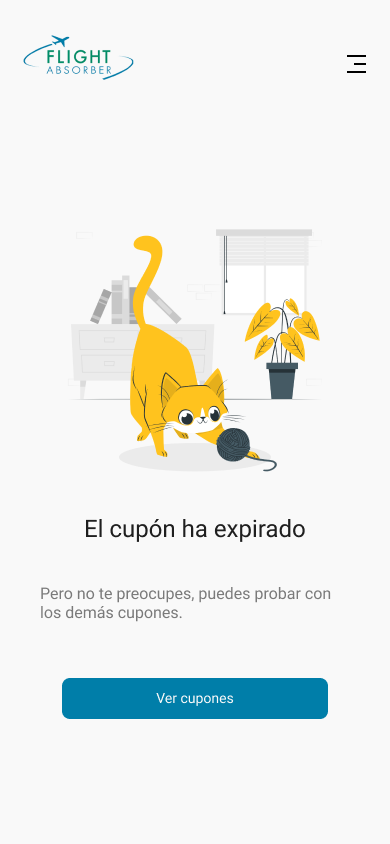 FLIGHT
ABSORBER
El cupón ha expirado
Pero no te preocupes, puedes probar con
los demás cupones.
Ver cupones